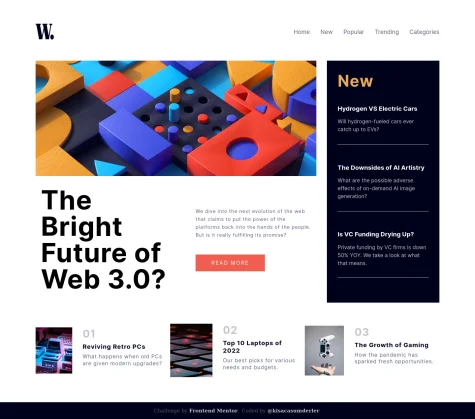 W.
Home New Popular Trending Categories
New
Hydrogen VS Electric Cars
Will hydrogen-fueled cars ever
catch up to EVs?
The Downsides of AI Artistry
What are the possible adverse
effects of on-demand AI image
generation?
Is VC Funding Drying Up?
Private funding by VC firms is down
50% YOY. We take a look at what
that means.
The
Bright
Future of
Web 3.0?
We dive into the next evolution of the web
that claims to put the power of the
platforms back into the hands of the people.
But is it really fulfilling its promise?
READ MORE
01
Reviving Retro PCs
What happens when old PCs
are given modern upgrades?
02
Top 10 Laptops of
2022
Our best picks for various
needs and budgets.
03
The Growth of Gaming
How the pandemic has
sparked fresh opportunities.
Challenge by Frontend Mentor. Coded by @kisacasunderler